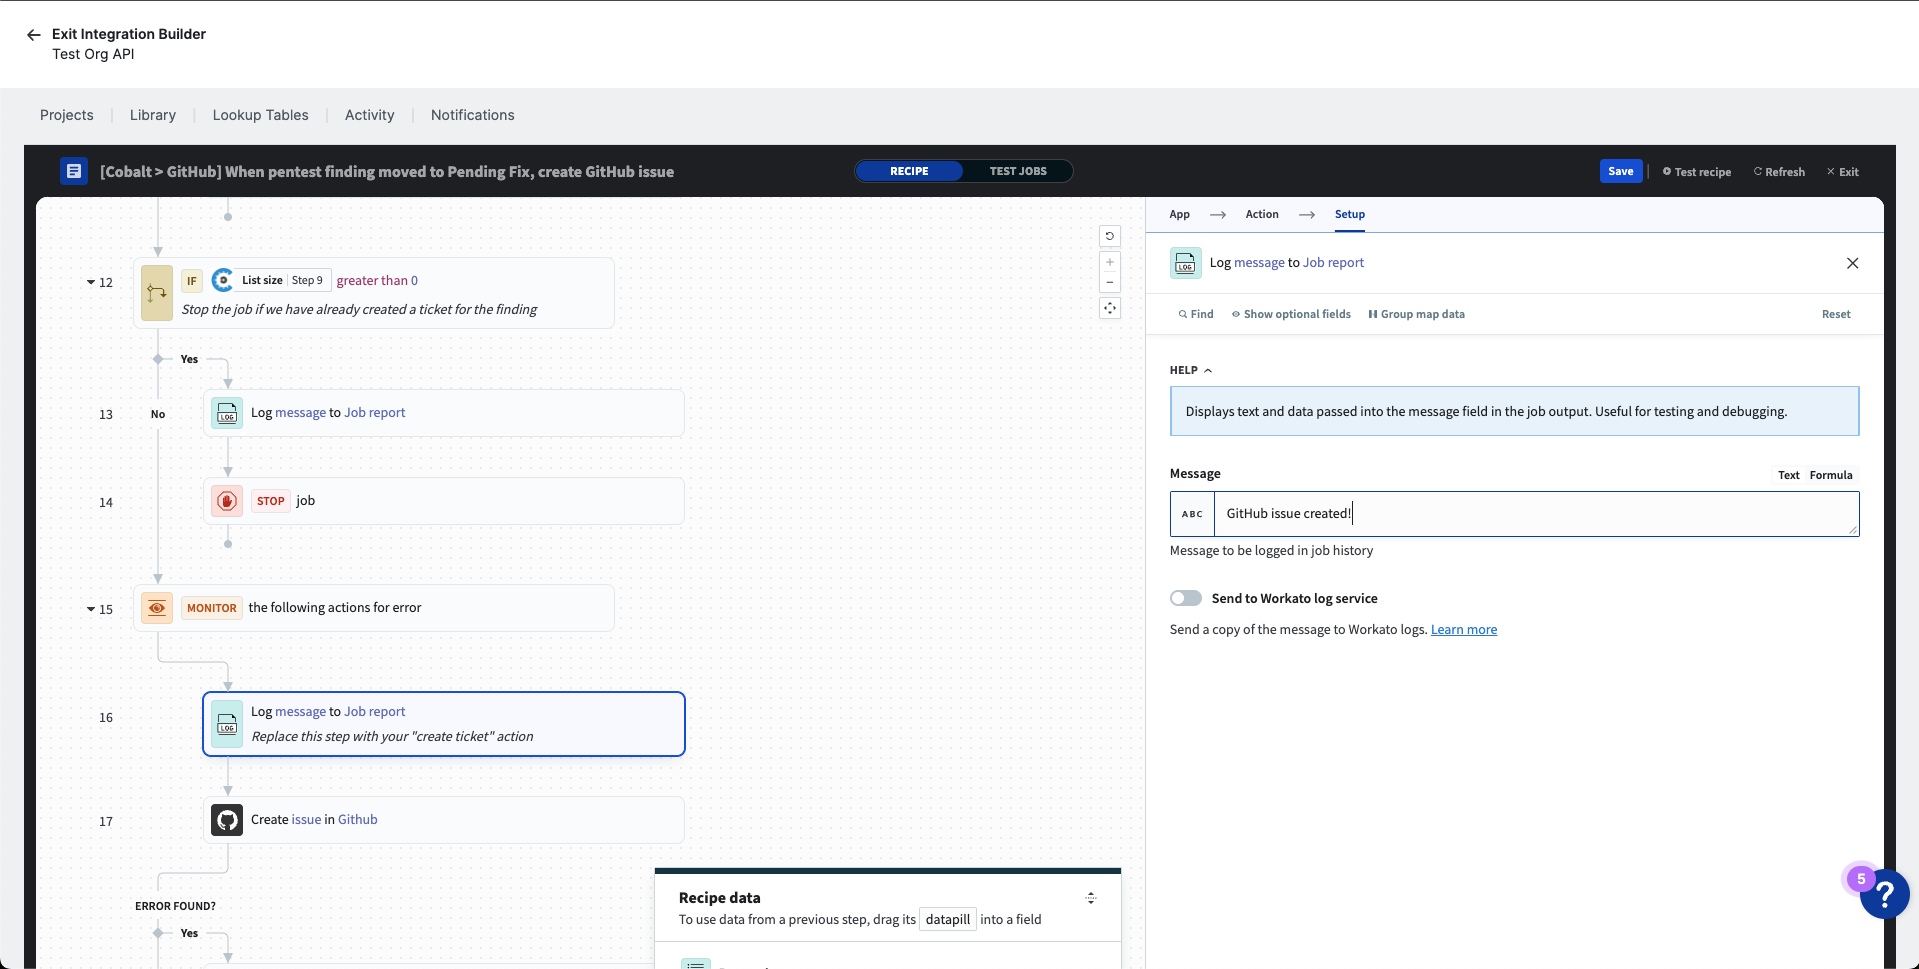 Exit Integration Builder
Test Org API
Projects
Library
Lookup Tables
Activity
Notifications
[Cobalt > GitHub] When pentest finding moved to Pending Fix, create GitHub issue
RECIPE
TEST JOBS
Save
Test recipe
Refresh
Exit
12
IF
List size
Step 9
greater than 0
Stop the job if we have already created a ticket for the finding
Yes
13
No
Log message to Job report
14
STOP job
15
MONITOR the following actions for error
16
Log message to Job report
Replace this step with your "create ticket" action
17
Create issue in Github
ERROR FOUND?
Yes
Recipe data
To use data from a previous step, drag its datapill into a field
App
Action
Setup
LOG
Log message to Job report
Find
Show optional fields
Group map data
Reset
HELP
Displays text and data passed into the message field in the job output. Useful for testing and debugging.
Message
Text
Formula
ABC
GitHub issue created!
Message to be logged in job history
Send to Workato log service
Send a copy of the message to Workato logs. Learn more
5
?